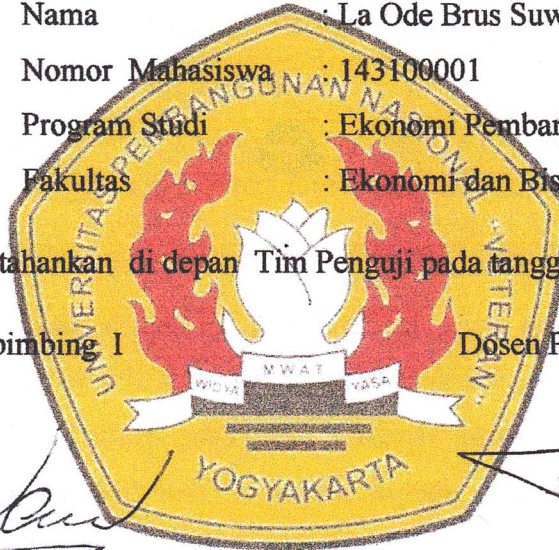 Nama : La Ode Brus Suw
Nomor Mahasiswa : 143100001
Program Studi : Ekonomi Pemban
Fakultas : Ekonomi dan Bis
tahankan di depan Tim Penguji pada tangg
bimbing I Dosen P
UNIVERSITAS PEMBANGUNAN NASIONAL "VETERAN"
WIDYA MWAT YASA
YOGYAKARTA